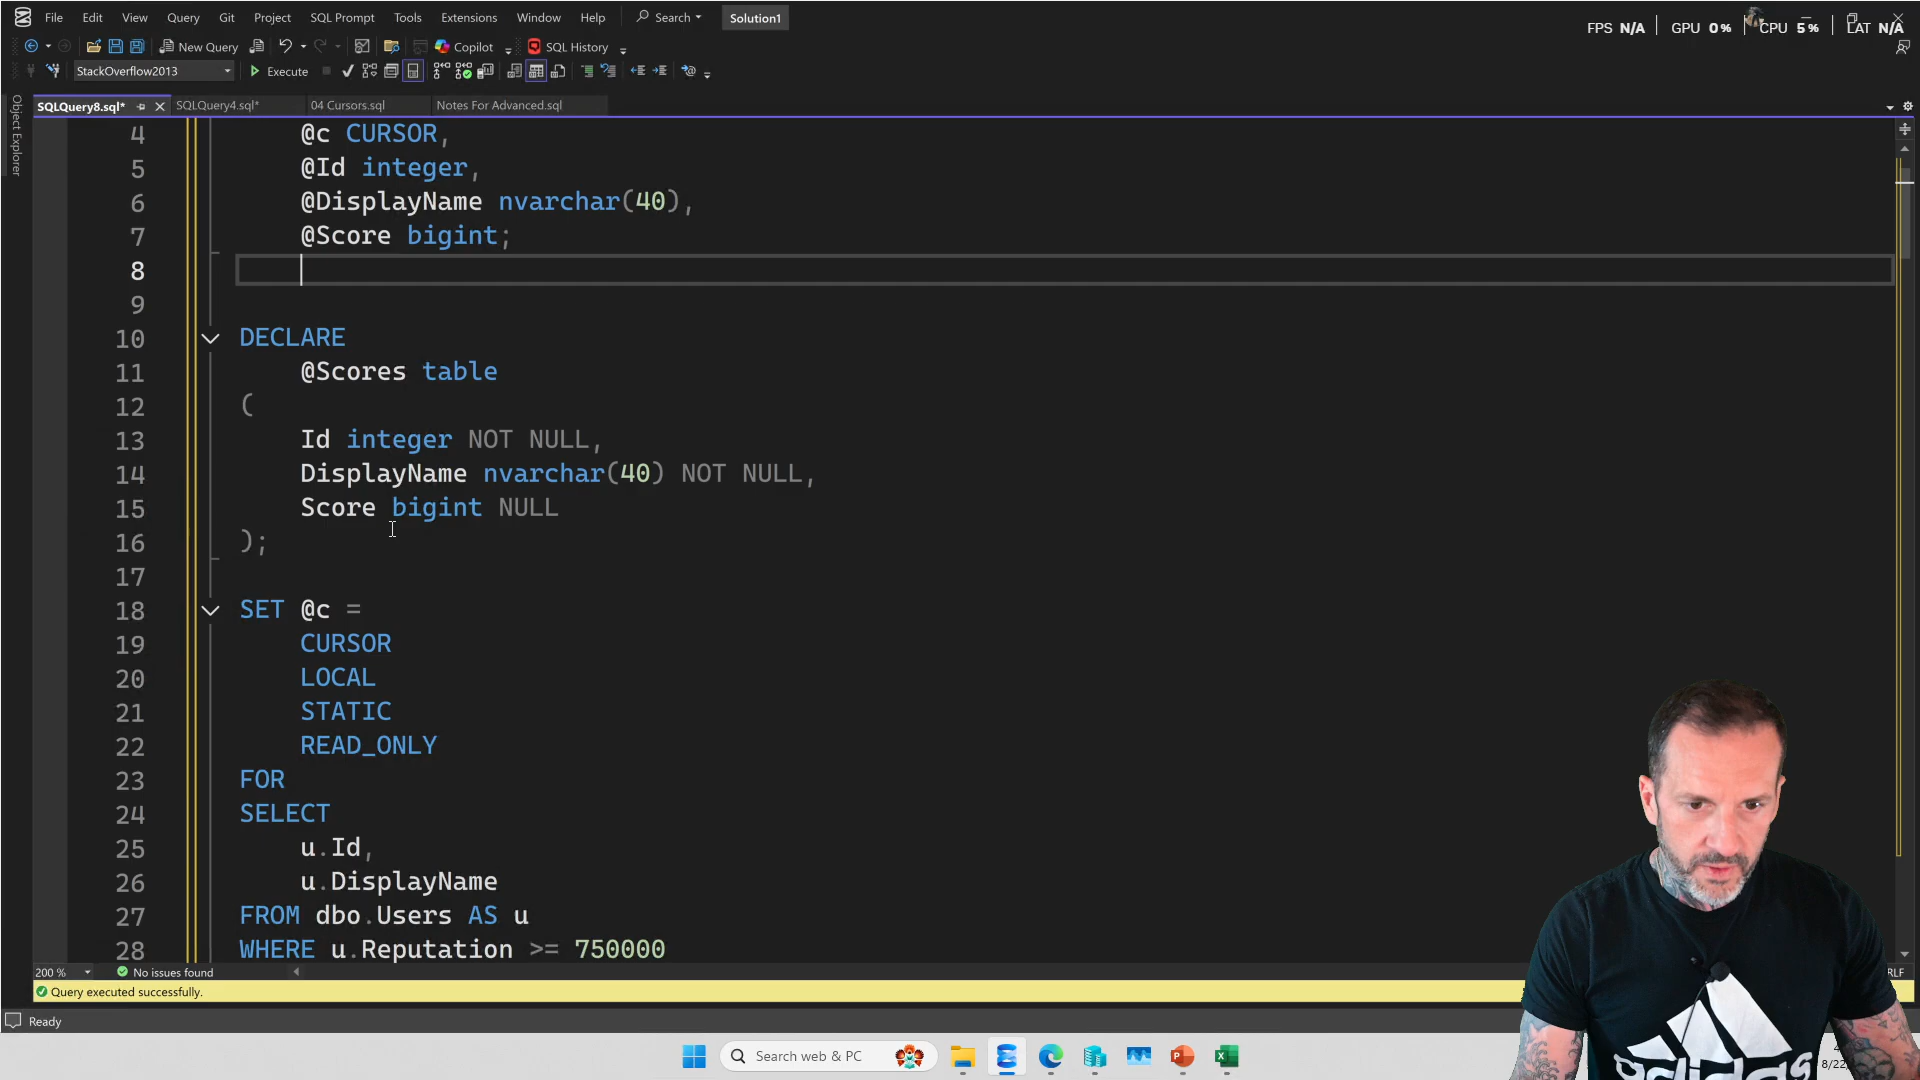 File Edit View Query Git Project SQL Prompt Tools Extensions Window Help Search Solution1
FPS N/A GPU 0% CPU 5% LAT N/A
New Query Copilot SQL History
StackOverflow2013 Execute
SQLQuery8.sql* SQLQuery4.sql* 04 Cursors.sql Notes For Advanced.sql
Object Explorer
4 @c CURSOR,
5 @Id integer,
6 @DisplayName nvarchar(40),
7 @Score bigint;
8
9
10 DECLARE
11 @Scores table
12 (
13 Id integer NOT NULL,
14 DisplayName nvarchar(40) NOT NULL,
15 Score bigint NULL
16 );
17
18 SET @c =
19 CURSOR
20 LOCAL
21 STATIC
22 READ_ONLY
23 FOR
24 SELECT
25 u.Id,
26 u.DisplayName
27 FROM dbo.Users AS u
28 WHERE u.Reputation >= 750000
200 % No issues found
Query executed successfully.
Ready
Search web & PC
adidas